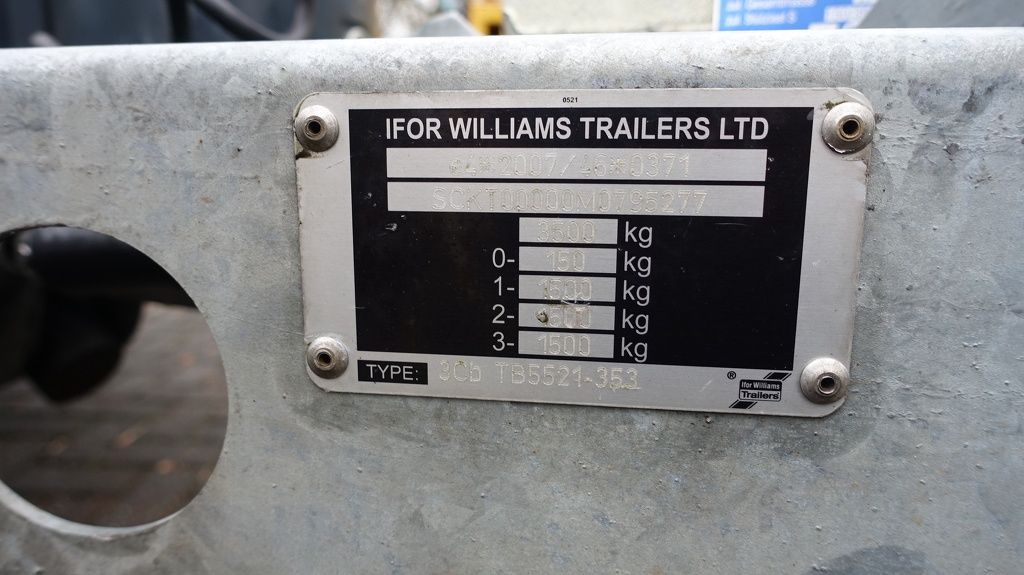 0521
IFOR WILLIAMS TRAILERS LTD
e4*2007/46*0371
SCKT00000M0795277
3500 kg
0- 150 kg
1- 1500 kg
2- 1500 kg
3- 1500 kg
TYPE: 3Cb TB5521-353
®
Ifor Williams
Trailers